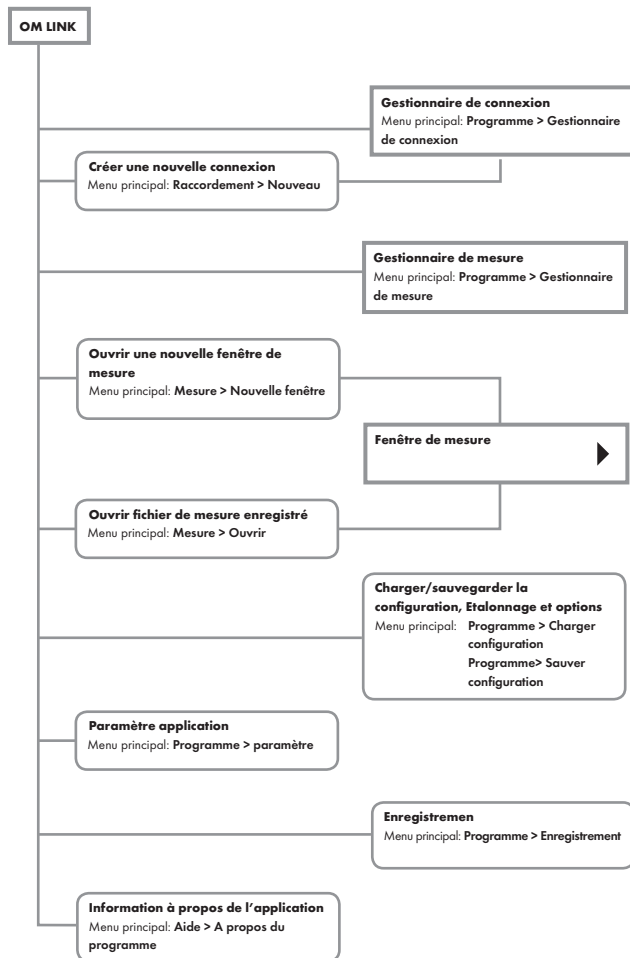 OM LINK
Gestionnaire de connexion
Menu principal: Programme > Gestionnaire
de connexion
Créer une nouvelle connexion
Menu principal: Raccordement > Nouveau
Gestionnaire de mesure
Menu principal: Programme > Gestionnaire
de mesure
Ouvrir une nouvelle fenêtre de
mesure
Menu principal: Mesure > Nouvelle fenêtre
Fenêtre de mesure
Ouvrir fichier de mesure enregistré
Menu principal: Mesure > Ouvrir
Charger/sauvegarder la
configuration, Etalonnage et options
Menu principal: Programme > Charger
configuration
Programme> Sauver
configuration
Paramètre application
Menu principal: Programme > paramètre
Enregistremen
Menu principal: Programme > Enregistrement
Information à propos de l’application
Menu principal: Aide > A propos du
programme